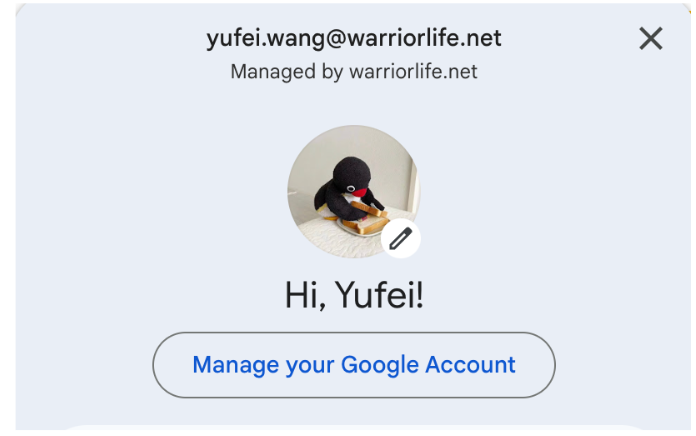 yufei.wang@warriorlife.net
Managed by warriorlife.net
Hi, Yufei!
Manage your Google Account